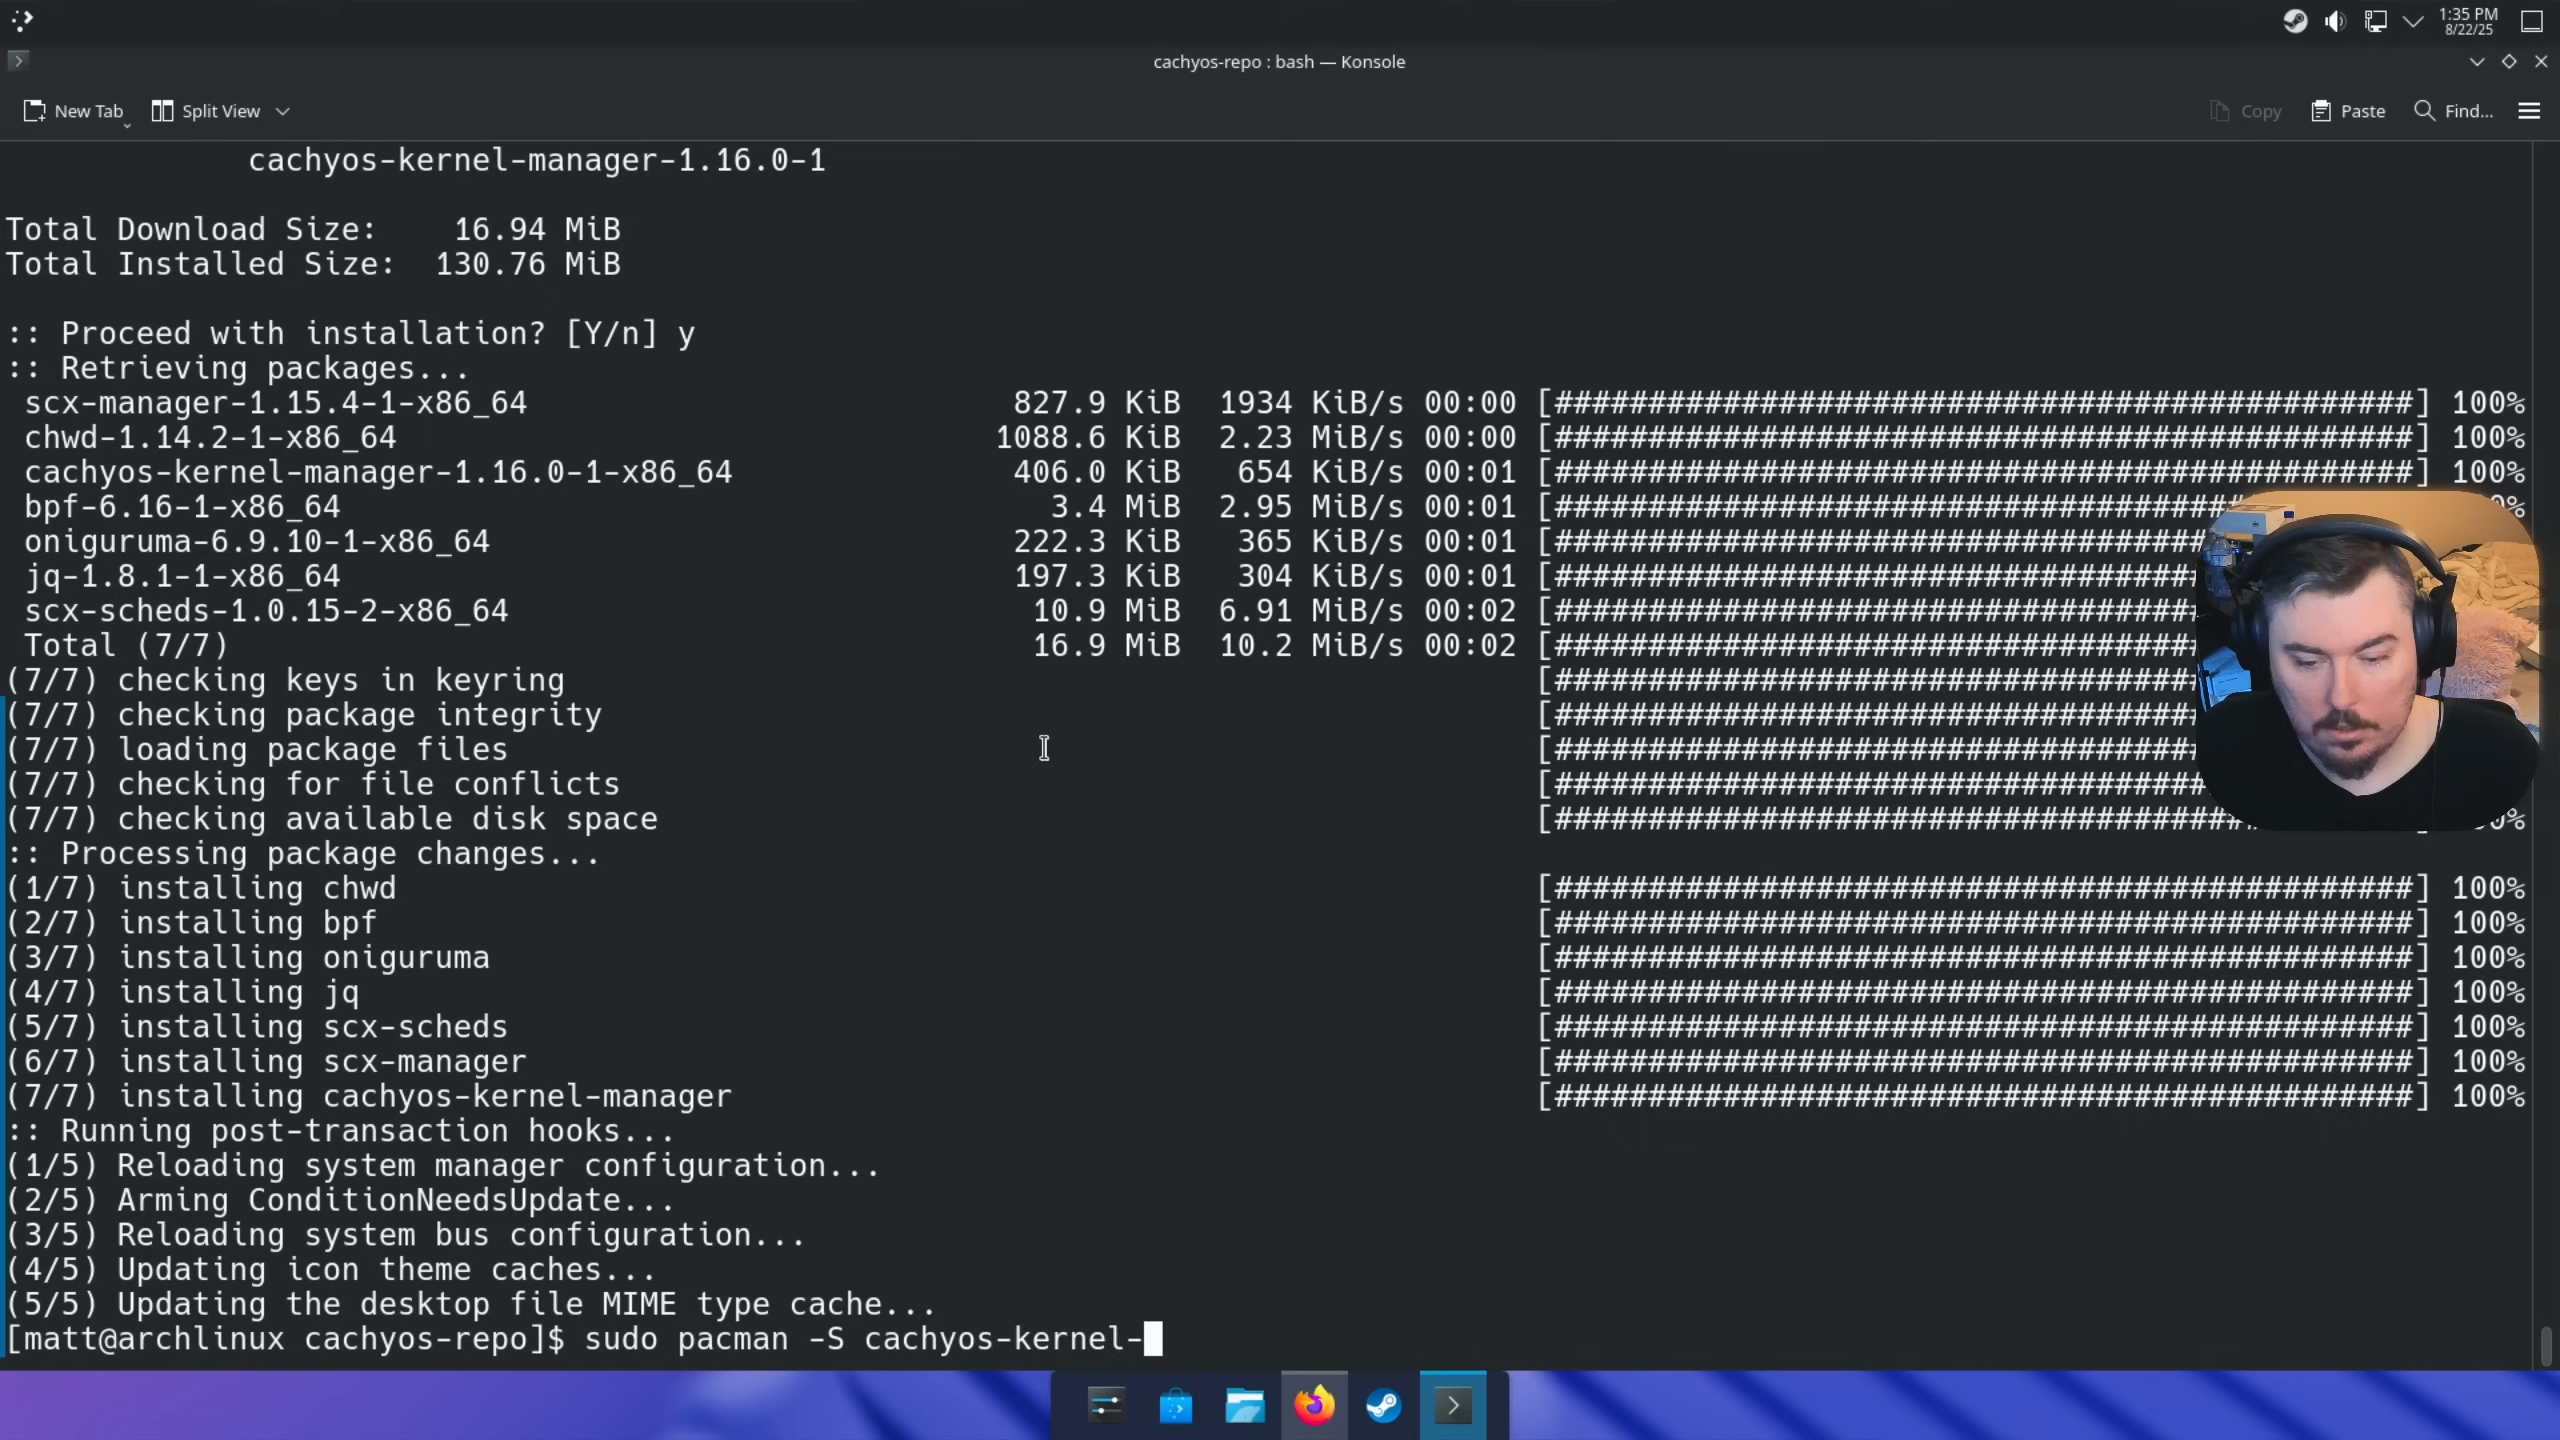 1:35 PM
8/22/25
cachyos-repo : bash — Konsole
New Tab
Split View
Copy
Paste
Find...
cachyos-kernel-manager-1.16.0-1
Total Download Size: 16.94 MiB
Total Installed Size: 130.76 MiB
:: Proceed with installation? [Y/n] y
:: Retrieving packages...
scx-manager-1.15.4-1-x86_64 827.9 KiB 1934 KiB/s 00:00 [##############################################] 100%
chwd-1.14.2-1-x86_64 1088.6 KiB 2.23 MiB/s 00:00 [##############################################] 100%
cachyos-kernel-manager-1.16.0-1-x86_64 406.0 KiB 654 KiB/s 00:01 [##############################################] 100%
bpf-6.16-1-x86_64 3.4 MiB 2.95 MiB/s 00:01 [#####################################
oniguruma-6.9.10-1-x86_64 222.3 KiB 365 KiB/s 00:01 [##################################
jq-1.8.1-1-x86_64 197.3 KiB 304 KiB/s 00:01 [##################################
scx-scheds-1.0.15-2-x86_64 10.9 MiB 6.91 MiB/s 00:02 [##################################
Total (7/7) 16.9 MiB 10.2 MiB/s 00:02 [##################################
(7/7) checking keys in keyring [##################################
(7/7) checking package integrity [##################################
(7/7) loading package files [##################################
(7/7) checking for file conflicts [##################################
(7/7) checking available disk space [#####################################
:: Processing package changes...
(1/7) installing chwd [##############################################] 100%
(2/7) installing bpf [##############################################] 100%
(3/7) installing oniguruma [##############################################] 100%
(4/7) installing jq [##############################################] 100%
(5/7) installing scx-scheds [##############################################] 100%
(6/7) installing scx-manager [##############################################] 100%
(7/7) installing cachyos-kernel-manager [##############################################] 100%
:: Running post-transaction hooks...
(1/5) Reloading system manager configuration...
(2/5) Arming ConditionNeedsUpdate...
(3/5) Reloading system bus configuration...
(4/5) Updating icon theme caches...
(5/5) Updating the desktop file MIME type cache...
[matt@archlinux cachyos-repo]$ sudo pacman -S cachyos-kernel-